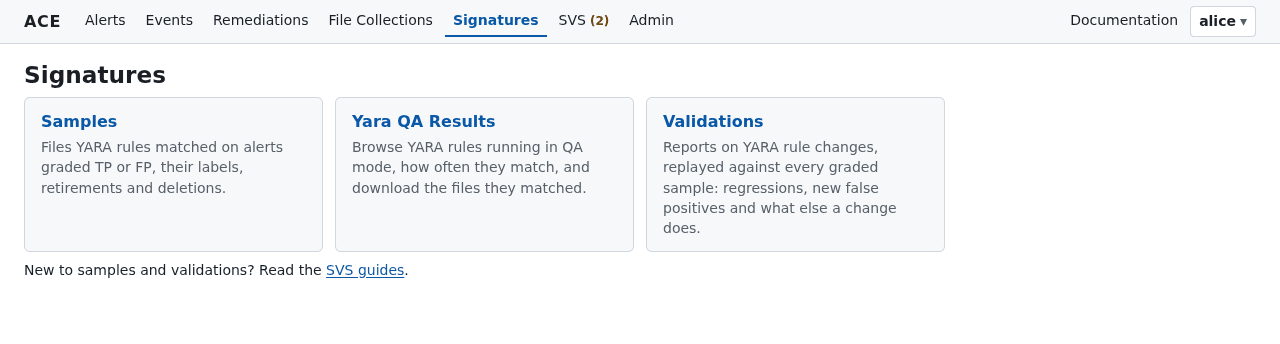 ACE Alerts Events Remediations File Collections Signatures SVS (2) Admin Documentation alice ▾
Signatures
Samples
Files YARA rules matched on alerts
graded TP or FP, their labels,
retirements and deletions.
Yara QA Results
Browse YARA rules running in QA
mode, how often they match, and
download the files they matched.
Validations
Reports on YARA rule changes,
replayed against every graded
sample: regressions, new false
positives and what else a change
does.
New to samples and validations? Read the SVS guides.